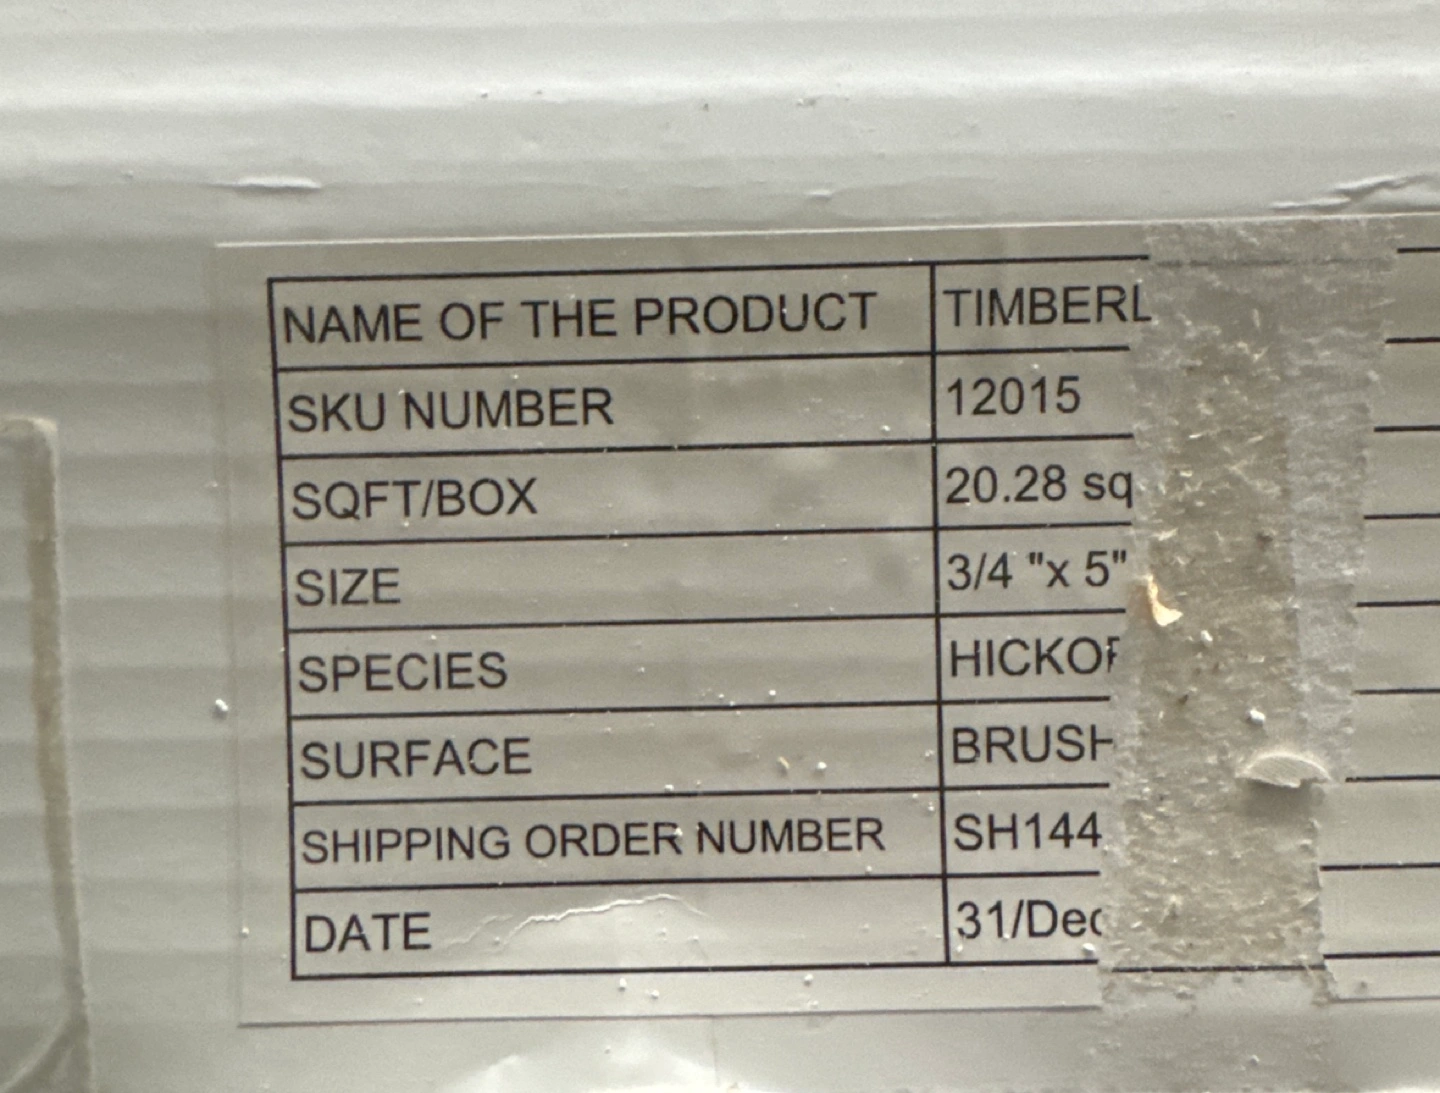 NAME OF THE PRODUCT TIMBERL
SKU NUMBER 12015
SQFT/BOX 20.28 sq
SIZE 3/4 "x 5"
SPECIES HICKOR
SURFACE BRUSH
SHIPPING ORDER NUMBER SH144
DATE 31/Dec